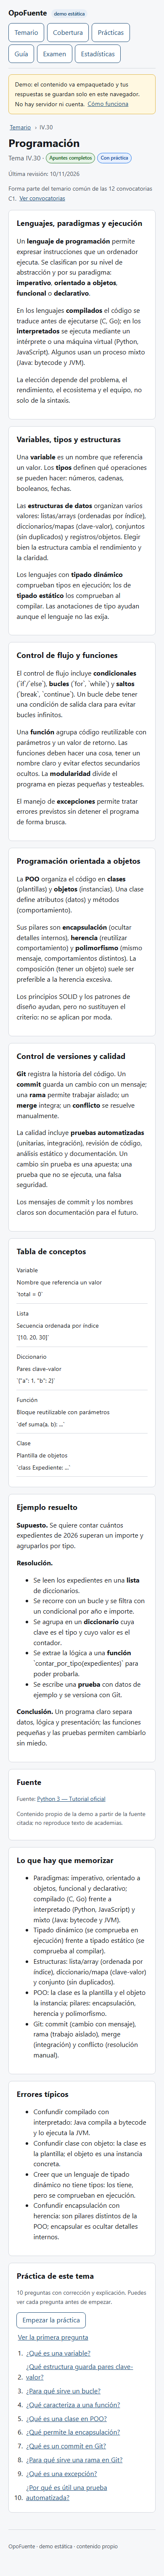 OpoFuente demo estática
Temario Cobertura Prácticas
Guía Examen Estadísticas
Demo: el contenido va empaquetado y tus
respuestas se guardan solo en este navegador.
No hay servidor ni cuenta. Cómo funciona
Temario › IV.30
Programación
Tema IV.30 · Apuntes completos Con práctica
Última revisión: 10/11/2026
Forma parte del temario común de las 12 convocatorias
C1. Ver convocatorias
Lenguajes, paradigmas y ejecución
Un lenguaje de programación permite
expresar instrucciones que un ordenador
ejecuta. Se clasifican por su nivel de
abstracción y por su paradigma:
imperativo, orientado a objetos,
funcional o declarativo.
En los lenguajes compilados el código se
traduce antes de ejecutarse (C, Go); en los
interpretados se ejecuta mediante un
intérprete o una máquina virtual (Python,
JavaScript). Algunos usan un proceso mixto
(Java: bytecode y JVM).
La elección depende del problema, el
rendimiento, el ecosistema y el equipo, no
solo de la sintaxis.
Variables, tipos y estructuras
Una variable es un nombre que referencia
un valor. Los tipos definen qué operaciones
se pueden hacer: números, cadenas,
booleanos, fechas.
Las estructuras de datos organizan varios
valores: listas/arrays (ordenadas por índice),
diccionarios/mapas (clave-valor), conjuntos
(sin duplicados) y registros/objetos. Elegir
bien la estructura cambia el rendimiento y
la claridad.
Los lenguajes con tipado dinámico
comprueban tipos en ejecución; los de
tipado estático los comprueban al
compilar. Las anotaciones de tipo ayudan
aunque el lenguaje no las exija.
Control de flujo y funciones
El control de flujo incluye condicionales
(`if`/`else`), bucles (`for`, `while`) y saltos
(`break`, `continue`). Un bucle debe tener
una condición de salida clara para evitar
bucles infinitos.
Una función agrupa código reutilizable con
parámetros y un valor de retorno. Las
funciones deben hacer una cosa, tener un
nombre claro y evitar efectos secundarios
ocultos. La modularidad divide el
programa en piezas pequeñas y testeables.
El manejo de excepciones permite tratar
errores previstos sin detener el programa
de forma brusca.
Programación orientada a objetos
La POO organiza el código en clases
(plantillas) y objetos (instancias). Una clase
define atributos (datos) y métodos
(comportamiento).
Sus pilares son encapsulación (ocultar
detalles internos), herencia (reutilizar
comportamiento) y polimorfismo (mismo
mensaje, comportamientos distintos). La
composición (tener un objeto) suele ser
preferible a la herencia excesiva.
Los principios SOLID y los patrones de
diseño ayudan, pero no sustituyen el
criterio: no se aplican por moda.
Control de versiones y calidad
Git registra la historia del código. Un
commit guarda un cambio con un mensaje;
una rama permite trabajar aislado; un
merge integra; un conflicto se resuelve
manualmente.
La calidad incluye pruebas automatizadas
(unitarias, integración), revisión de código,
análisis estático y documentación. Un
cambio sin prueba es una apuesta; una
prueba que no se ejecuta, una falsa
seguridad.
Los mensajes de commit y los nombres
claros son documentación para el futuro.
Tabla de conceptos
Variable
Nombre que referencia un valor
`total = 0`
Lista
Secuencia ordenada por índice
`[10, 20, 30]`
Diccionario
Pares clave-valor
`{"a": 1, "b": 2}`
Función
Bloque reutilizable con parámetros
`def suma(a, b): ...`
Clase
Plantilla de objetos
`class Expediente: ...`
Ejemplo resuelto
Supuesto. Se quiere contar cuántos
expedientes de 2026 superan un importe y
agruparlos por tipo.
Resolución.
• Se leen los expedientes en una lista
de diccionarios.
• Se recorre con un bucle y se filtra con
un condicional por año e importe.
• Se agrupa en un diccionario cuya
clave es el tipo y cuyo valor es el
contador.
• Se extrae la lógica a una función
`contar_por_tipo(expedientes)` para
poder probarla.
• Se escribe una prueba con datos de
ejemplo y se versiona con Git.
Conclusión. Un programa claro separa
datos, lógica y presentación; las funciones
pequeñas y las pruebas permiten cambiarlo
sin miedo.
Fuente
Fuente: Python 3 — Tutorial oficial
Contenido propio de la demo a partir de la fuente
citada; no reproduce texto de academias.
Lo que hay que memorizar
• Paradigmas: imperativo, orientado a
objetos, funcional y declarativo;
compilado (C, Go) frente a
interpretado (Python, JavaScript) y
mixto (Java: bytecode y JVM).
• Tipado dinámico (se comprueba en
ejecución) frente a tipado estático (se
comprueba al compilar).
• Estructuras: lista/array (ordenada por
índice), diccionario/mapa (clave-valor)
y conjunto (sin duplicados).
• POO: la clase es la plantilla y el objeto
la instancia; pilares: encapsulación,
herencia y polimorfismo.
• Git: commit (cambio con mensaje),
rama (trabajo aislado), merge
(integración) y conflicto (resolución
manual).
Errores típicos
• Confundir compilado con
interpretado: Java compila a bytecode
y lo ejecuta la JVM.
• Confundir clase con objeto: la clase es
la plantilla; el objeto es una instancia
concreta.
• Creer que un lenguaje de tipado
dinámico no tiene tipos: los tiene,
pero se comprueban en ejecución.
• Confundir encapsulación con
herencia: son pilares distintos de la
POO; encapsular es ocultar detalles
internos.
Práctica de este tema
10 preguntas con corrección y explicación. Puedes
ver cada pregunta antes de empezar.
Empezar la práctica
Ver la primera pregunta
1. ¿Qué es una variable?
2. ¿Qué estructura guarda pares clave-
valor?
3. ¿Para qué sirve un bucle?
4. ¿Qué caracteriza a una función?
5. ¿Qué es una clase en POO?
6. ¿Qué permite la encapsulación?
7. ¿Qué es un commit en Git?
8. ¿Para qué sirve una rama en Git?
9. ¿Qué es una excepción?
10. ¿Por qué es útil una prueba
automatizada?
OpoFuente · demo estática · contenido propio